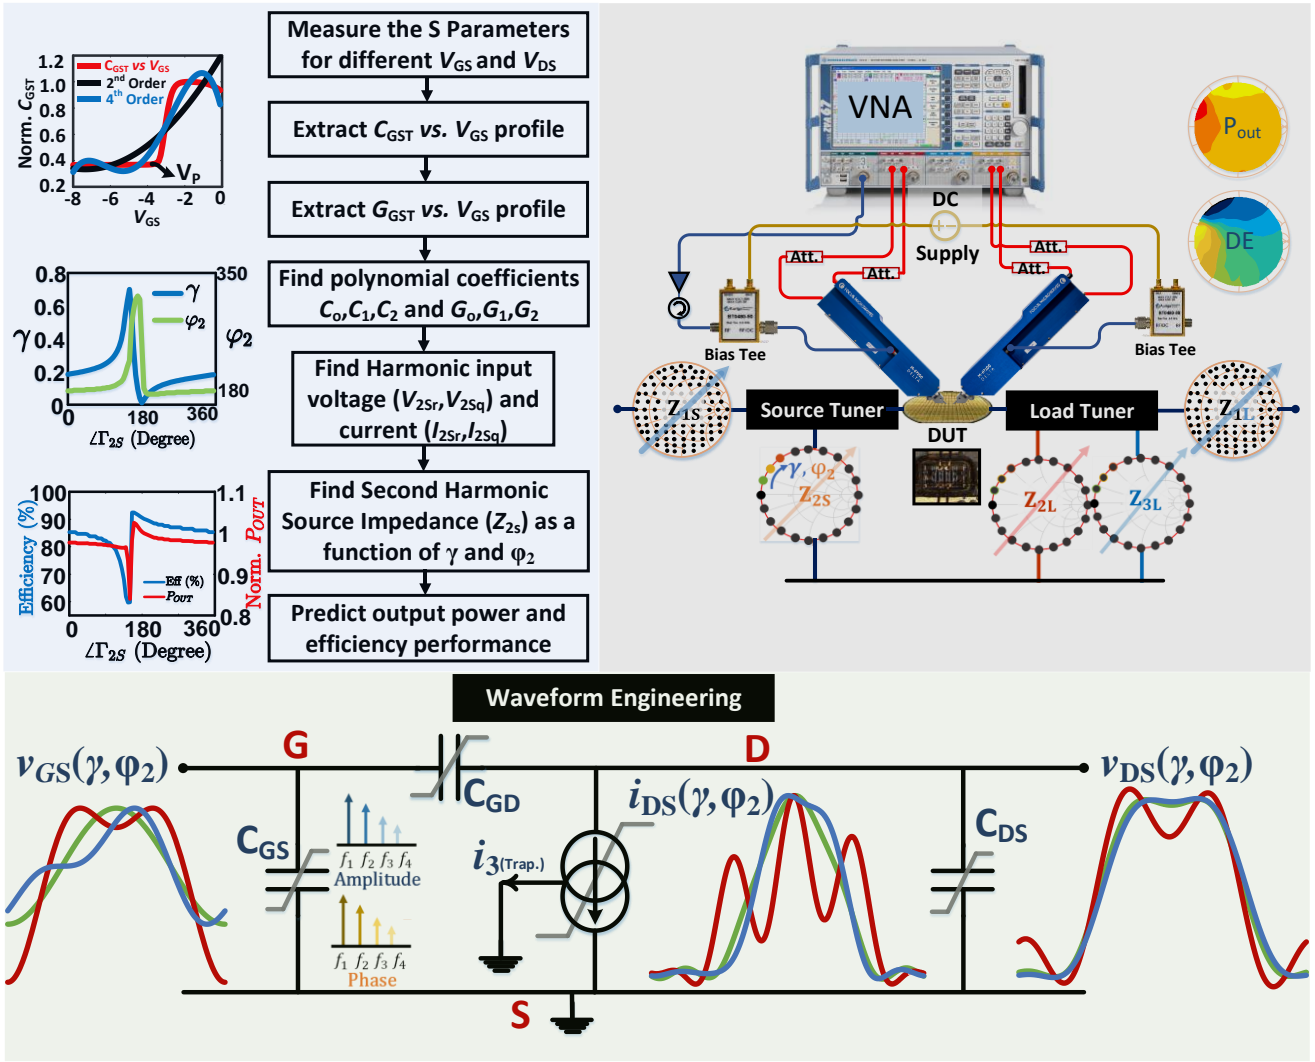 Measure the S Parameters
for different VGS and VDS
Extract CGST vs. VGS profile
Extract GGST vs. VGS profile
Find polynomial coefficients
Co,C1,C2 and Go,G1,G2
Find Harmonic input
voltage (V2Sr,V2Sq) and
current (I2Sr,I2Sq)
Find Second Harmonic
Source Impedance (Z2s) as a
function of γ and φ2
Predict output power and
efficiency performance
Norm. CGST
1.2
1.0
0.8
0.6
0.4
0.2
CGST vs VGS
2nd Order
4th Order
VP
-8 -6 -4 -2 0
VGS
γ
0.8
0.6
0.4
0.2
0
γ
φ2
350
φ2
180
0 180 360
∠Γ2S (Degree)
Efficiency (%)
100
90
80
70
60
Eff (%)
POUT
1.1
1
0.9
0.8
Norm. POUT
0 180 360
∠Γ2S (Degree)
VNA
Pout
DE
DC
Supply
Att.
Att.
Att.
Att.
Bias Tee
Bias Tee
Z1S
Source Tuner
DUT
Load Tuner
Z1L
γ, φ2
Z2S
Z2L
Z3L
Waveform Engineering
G
D
S
vGS(γ,φ2)
CGS
CGD
f1 f2 f3 f4
Amplitude
f1 f2 f3 f4
Phase
i3(Trap.)
iDS(γ,φ2)
CDS
vDS(γ,φ2)